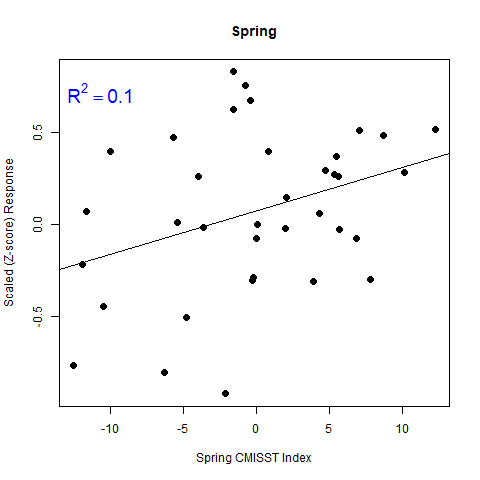 Spring
R² = 0.1
Scaled (Z-score) Response
0.5
0.0
-0.5
-10 -5 0 5 10
Spring CMISST Index